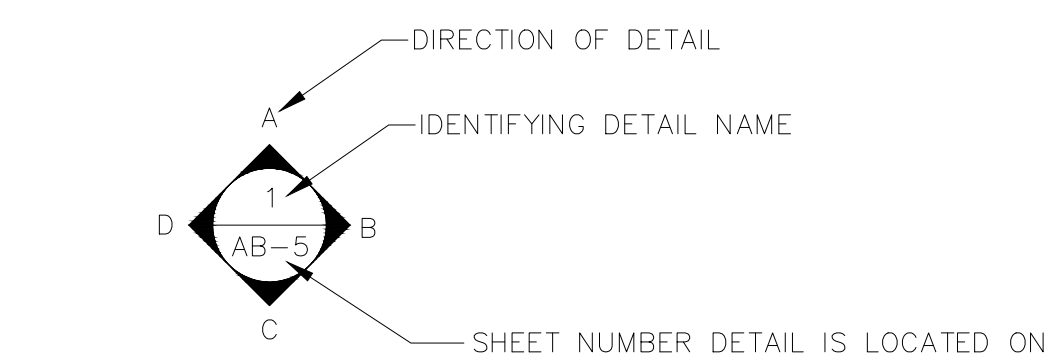 DIRECTION OF DETAIL
A
IDENTIFYING DETAIL NAME
1
D
B
AB-5
C
SHEET NUMBER DETAIL IS LOCATED ON